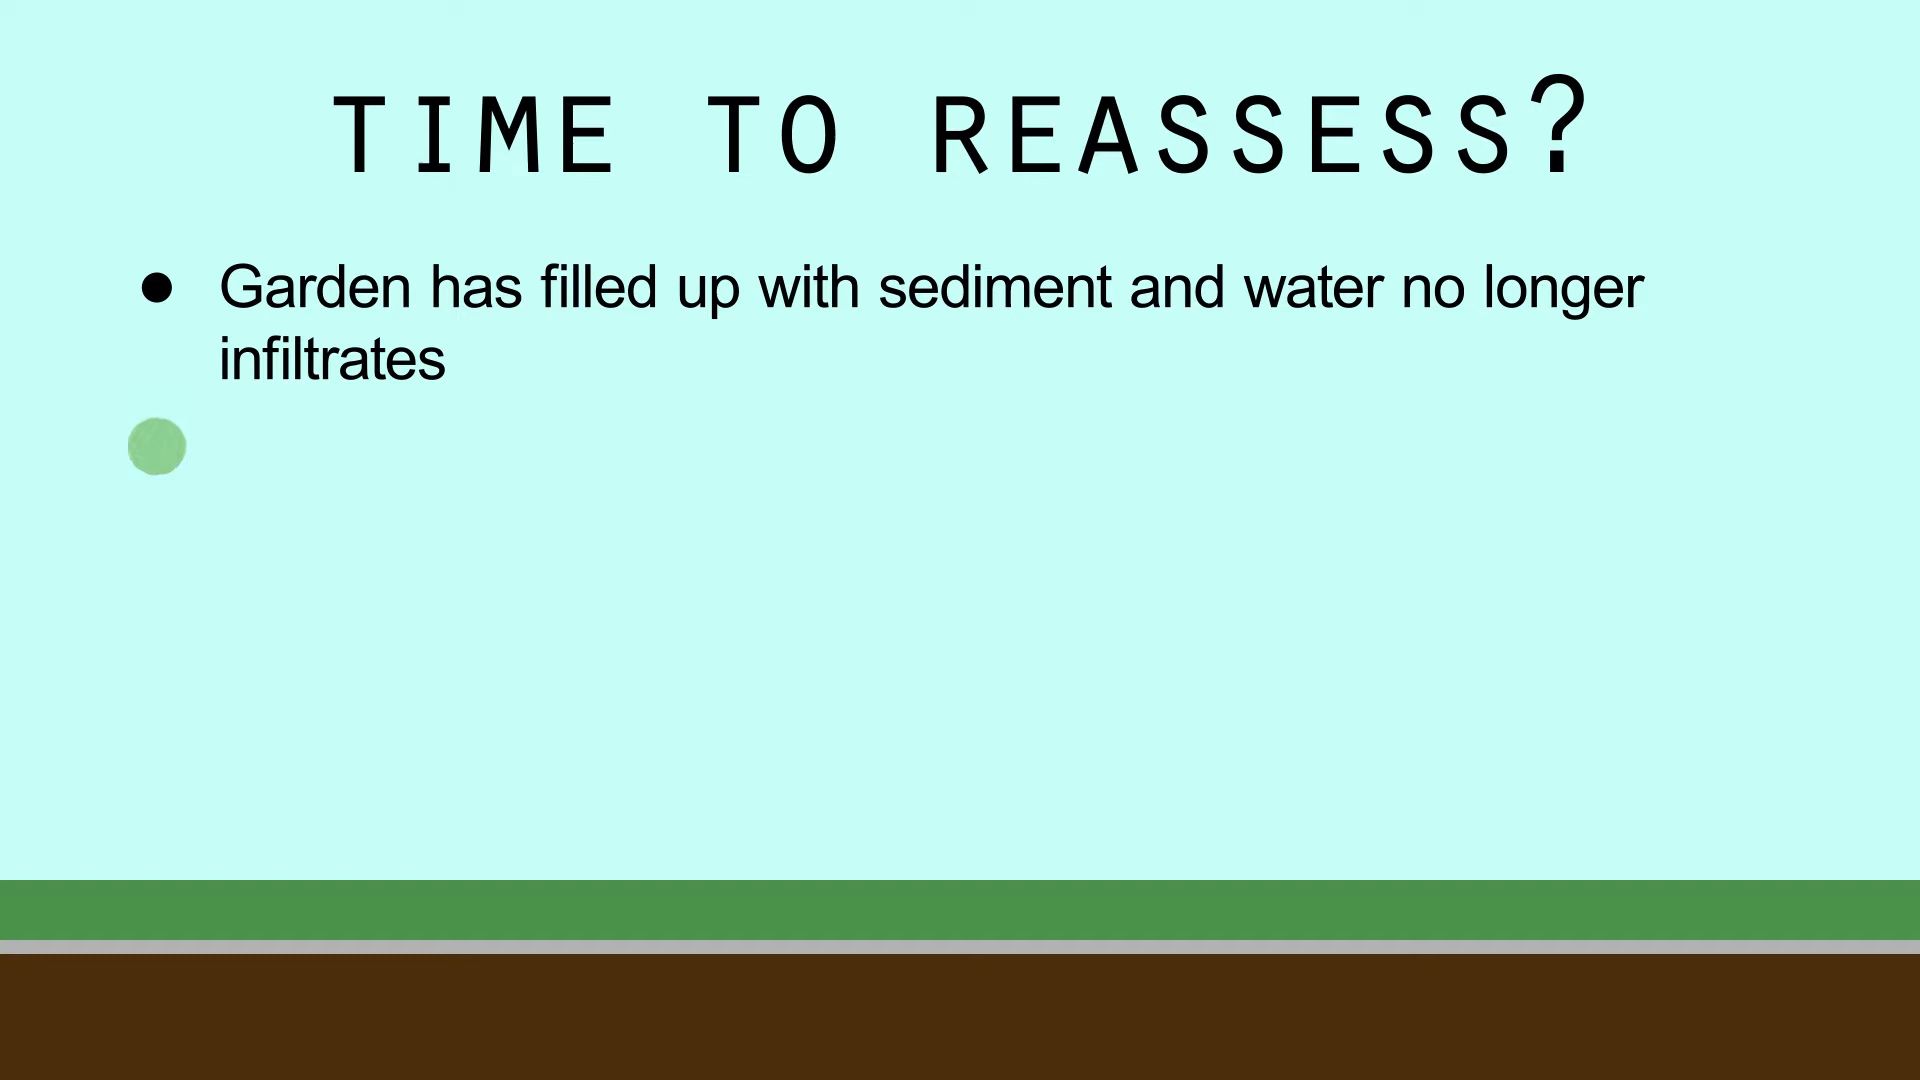 TIME TO REASSESS?
● Garden has filled up with sediment and water no longer
infiltrates